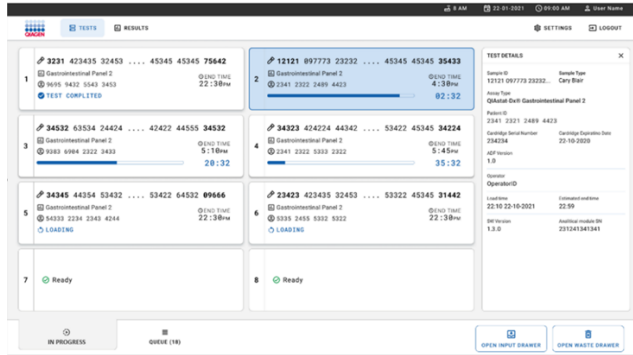 8 AM 22-01-2021 09:00 AM User Name
QIAGEN TESTS RESULTS SETTINGS LOGOUT
1
3231 423435 32453 .... 45345 45345 75642
Gastrointestinal Panel 2
9695 9432 5543 3453
TEST COMPLITED
END TIME
22:30PM
2
12121 097773 23232 .... 45345 45345 35433
Gastrointestinal Panel 2
2341 2322 2489 4423
END TIME
4:30PM
02:32
3
34532 63534 24424 .... 42422 44555 34532
Gastrointestinal Panel 2
9383 6984 2322 3433
END TIME
5:10PM
20:32
4
34323 424224 44342 .... 53422 45345 34224
Gastrointestinal Panel 2
2341 2322 5333 2322
END TIME
5:45PM
35:32
5
34345 44354 53432 .... 53422 64532 09666
Gastrointestinal Panel 2
54333 2234 2343 4244
LOADING
END TIME
22:30PM
6
23423 423435 32453 .... 53322 45345 31442
Gastrointestinal Panel 2
5335 2455 5322 5322
LOADING
END TIME
22:30PM
7
Ready
8
Ready
TEST DETAILS
Sample ID Sample Type
12121 097773 23232... Cary Blair
Assay Type
QIAstat-Dx® Gastrointestinal Panel 2
Patient ID
2341 2321 2489 4423
Cartridge Serial Number Cartridge Expiration Date
234234 22-10-2020
ADF Version
1.0
Operator
OperatorID
Load time Estimated end time
22:10 22-10-2021 22:59
SW Version Analitical module SN
1.3.0 231241341341
IN PROGRESS
QUEUE (18)
OPEN INPUT DRAWER
OPEN WASTE DRAWER